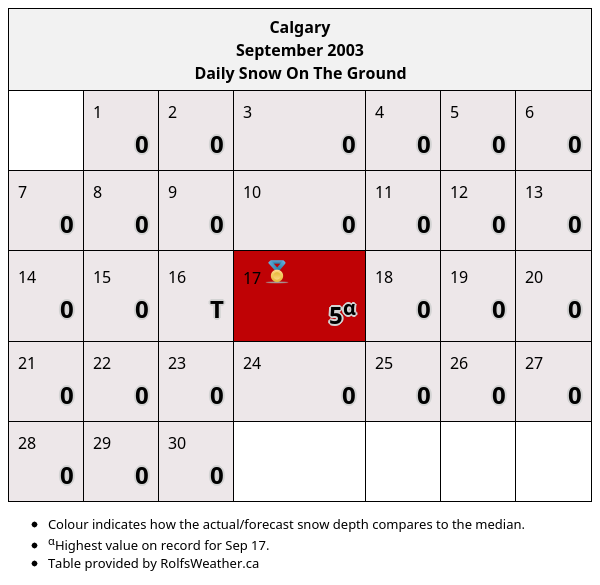 Calgary
September 2003
Daily Snow On The Ground
1 2 3 4 5 6
0 0 0 0 0 0
7 8 9 10 11 12 13
0 0 0 0 0 0 0
14 15 16 17 18 19 20
0 0 T 5α 0 0 0
21 22 23 24 25 26 27
0 0 0 0 0 0 0
28 29 30
0 0 0
• Colour indicates how the actual/forecast snow depth compares to the median.
• αHighest value on record for Sep 17.
• Table provided by RolfsWeather.ca